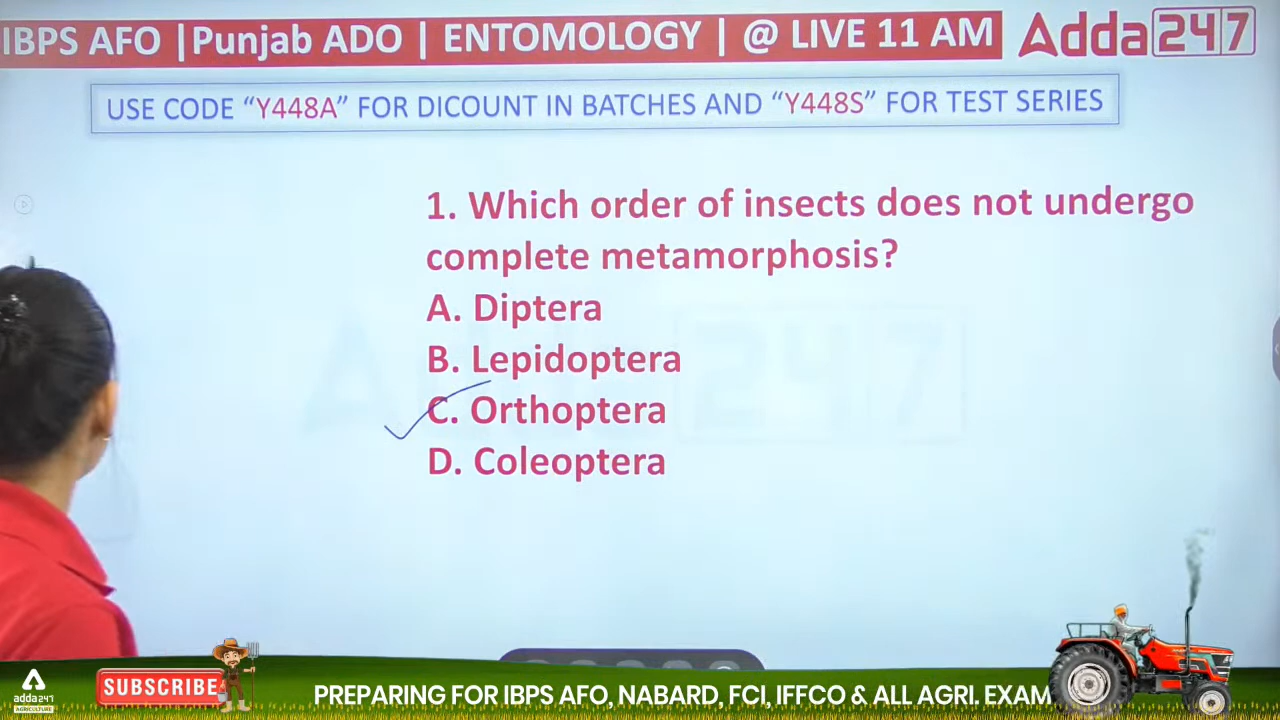 IBPS AFO |Punjab ADO | ENTOMOLOGY | @ LIVE 11 AM
Adda247
USE CODE “Y448A” FOR DICOUNT IN BATCHES AND “Y448S” FOR TEST SERIES
1. Which order of insects does not undergo
complete metamorphosis?
A. Diptera
B. Lepidoptera
C. Orthoptera
D. Coleoptera
Adda247
adda247
AGRICULTURE
SUBSCRIBE
PREPARING FOR IBPS AFO, NABARD, FCI, IFFCO & ALL AGRI. EXAM